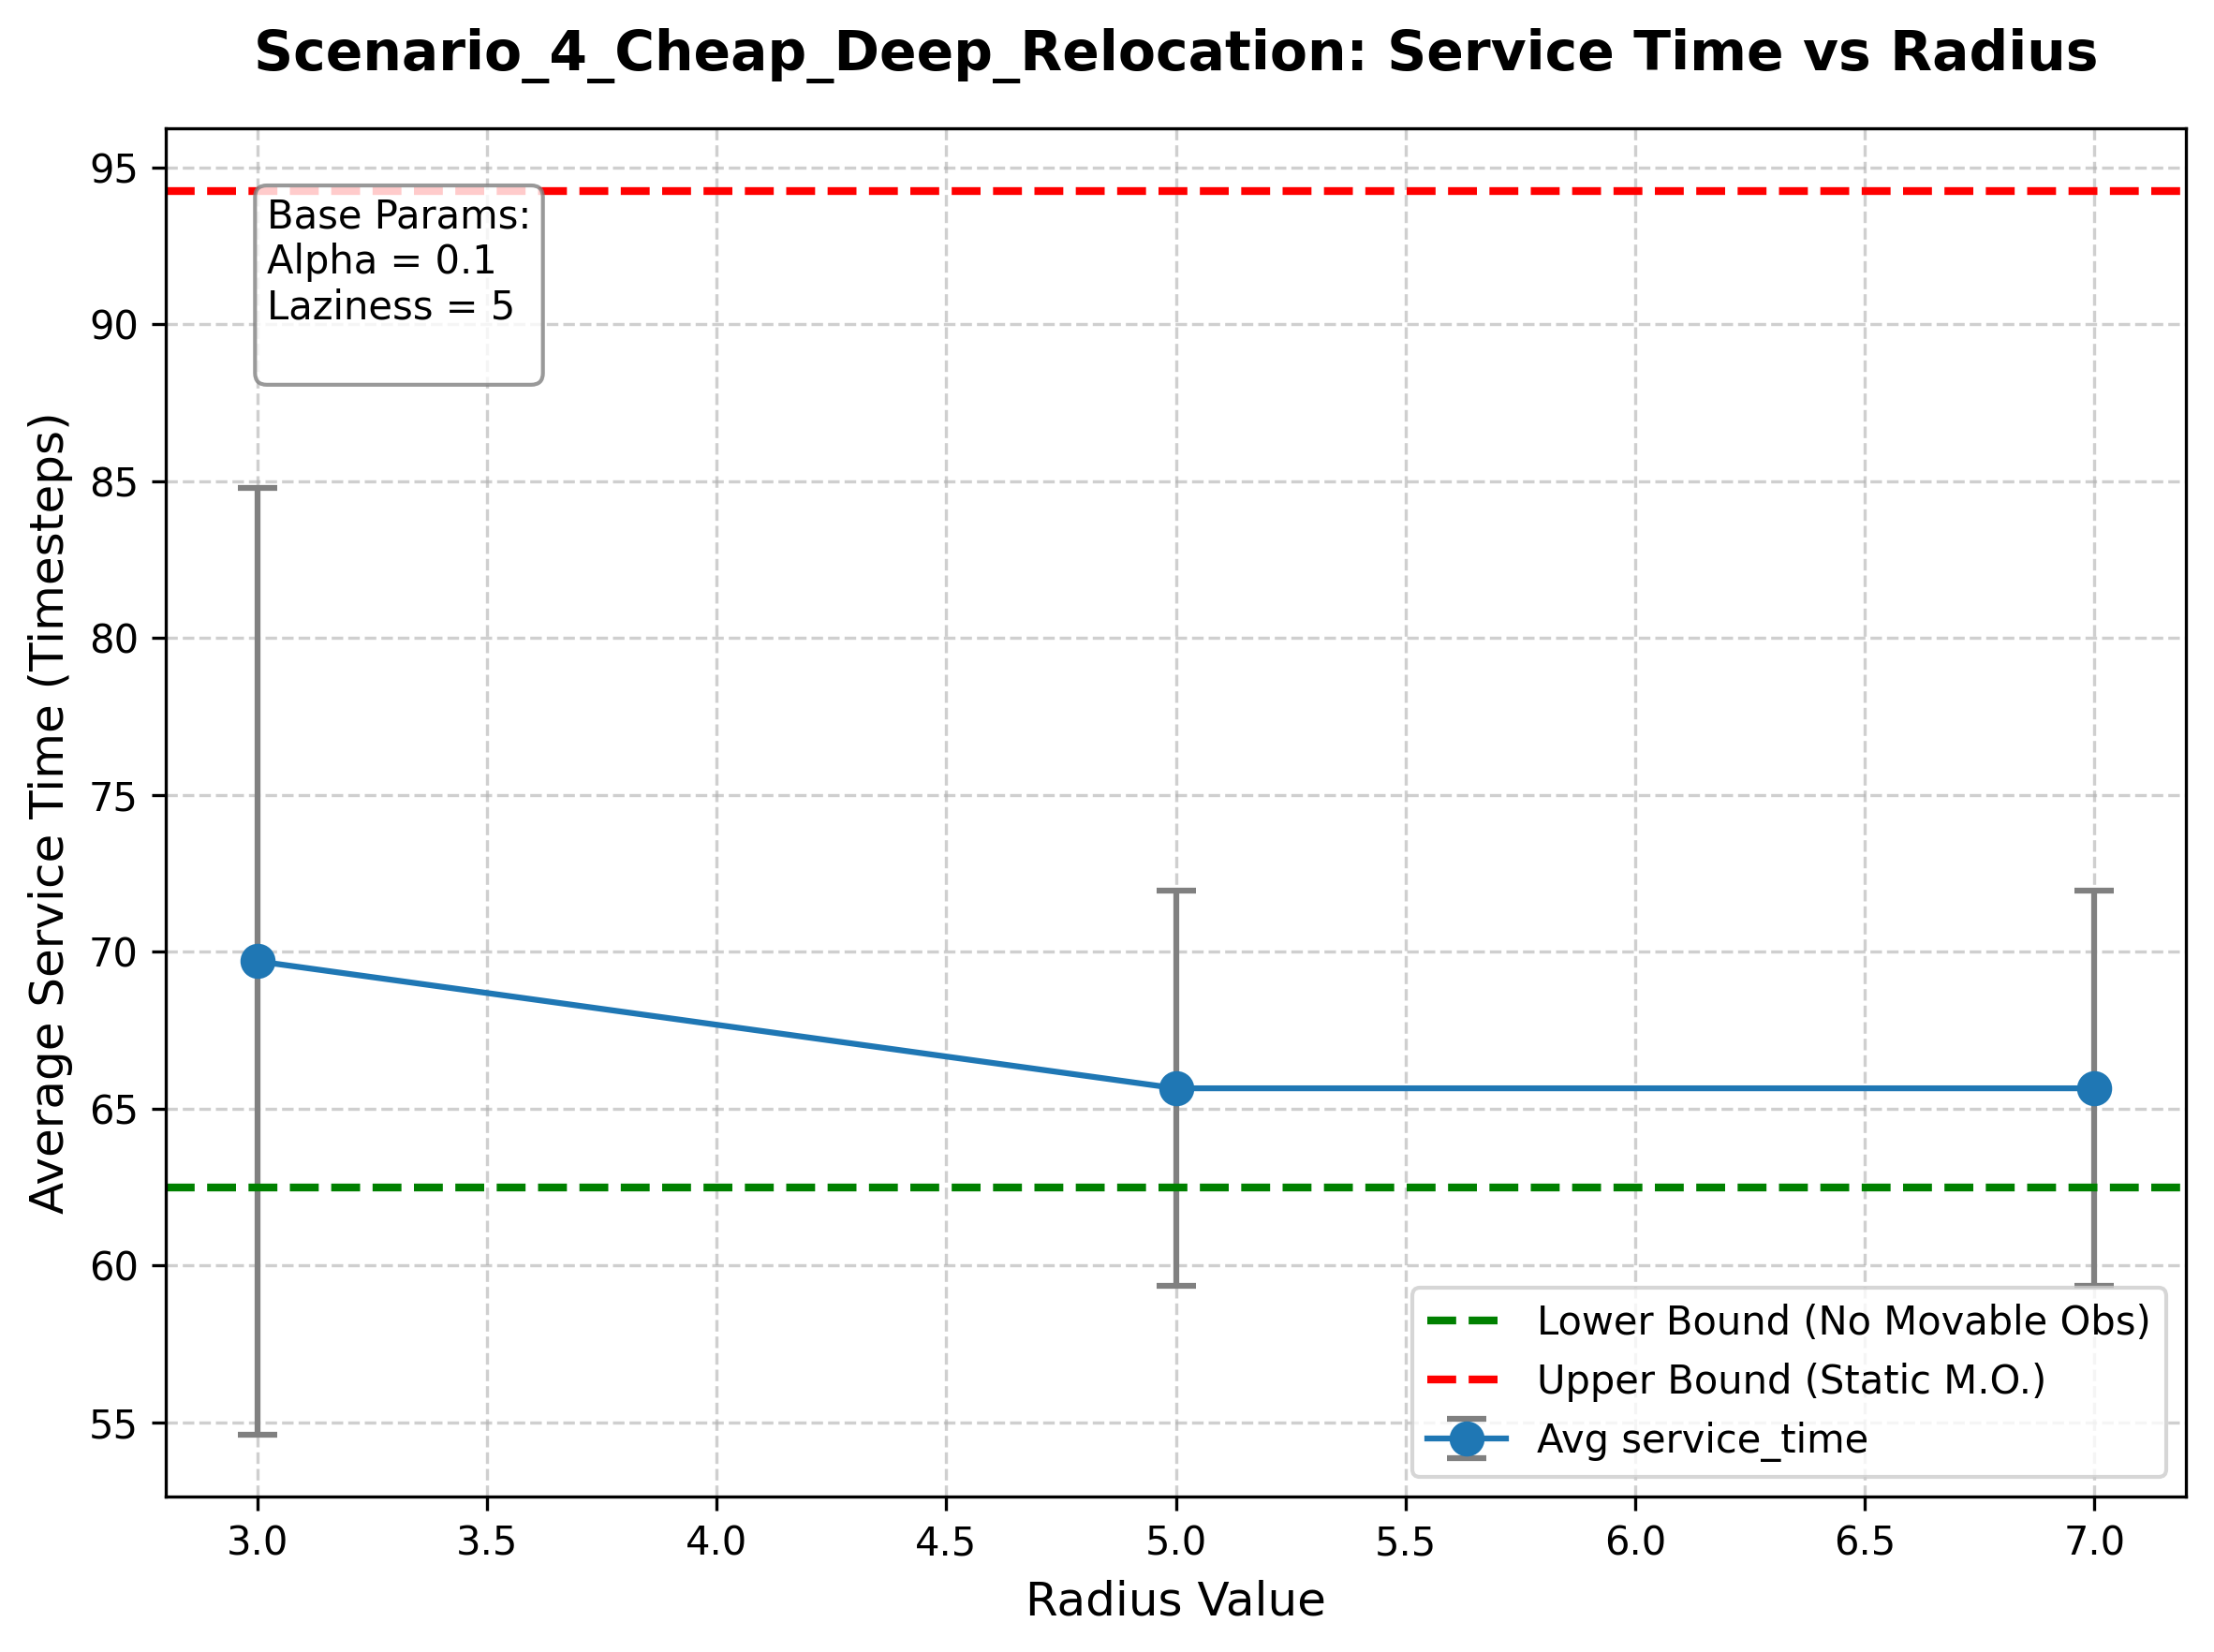 Scenario_4_Cheap_Deep_Relocation: Service Time vs Radius
Average Service Time (Timesteps)
95
90
85
80
75
70
65
60
55
Base Params:
Alpha = 0.1
Laziness = 5
Lower Bound (No Movable Obs)
Upper Bound (Static M.O.)
Avg service_time
3.0 3.5 4.0 4.5 5.0 5.5 6.0 6.5 7.0
Radius Value